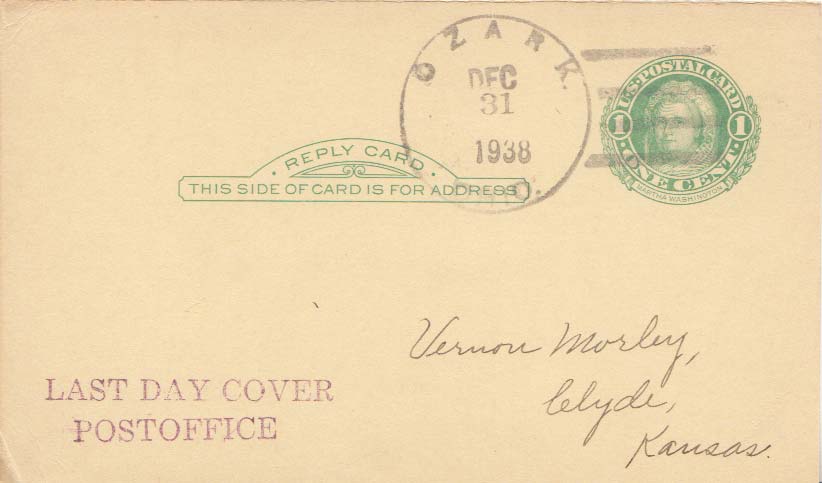 OZARK
DEC
31
1938
OHIO.
U.S. POSTAL CARD
1 1
ONE CENT
MARTHA WASHINGTON
REPLY CARD
THIS SIDE OF CARD IS FOR ADDRESS
Vernon Morley,
Clyde,
Kansas.
LAST DAY COVER
POSTOFFICE